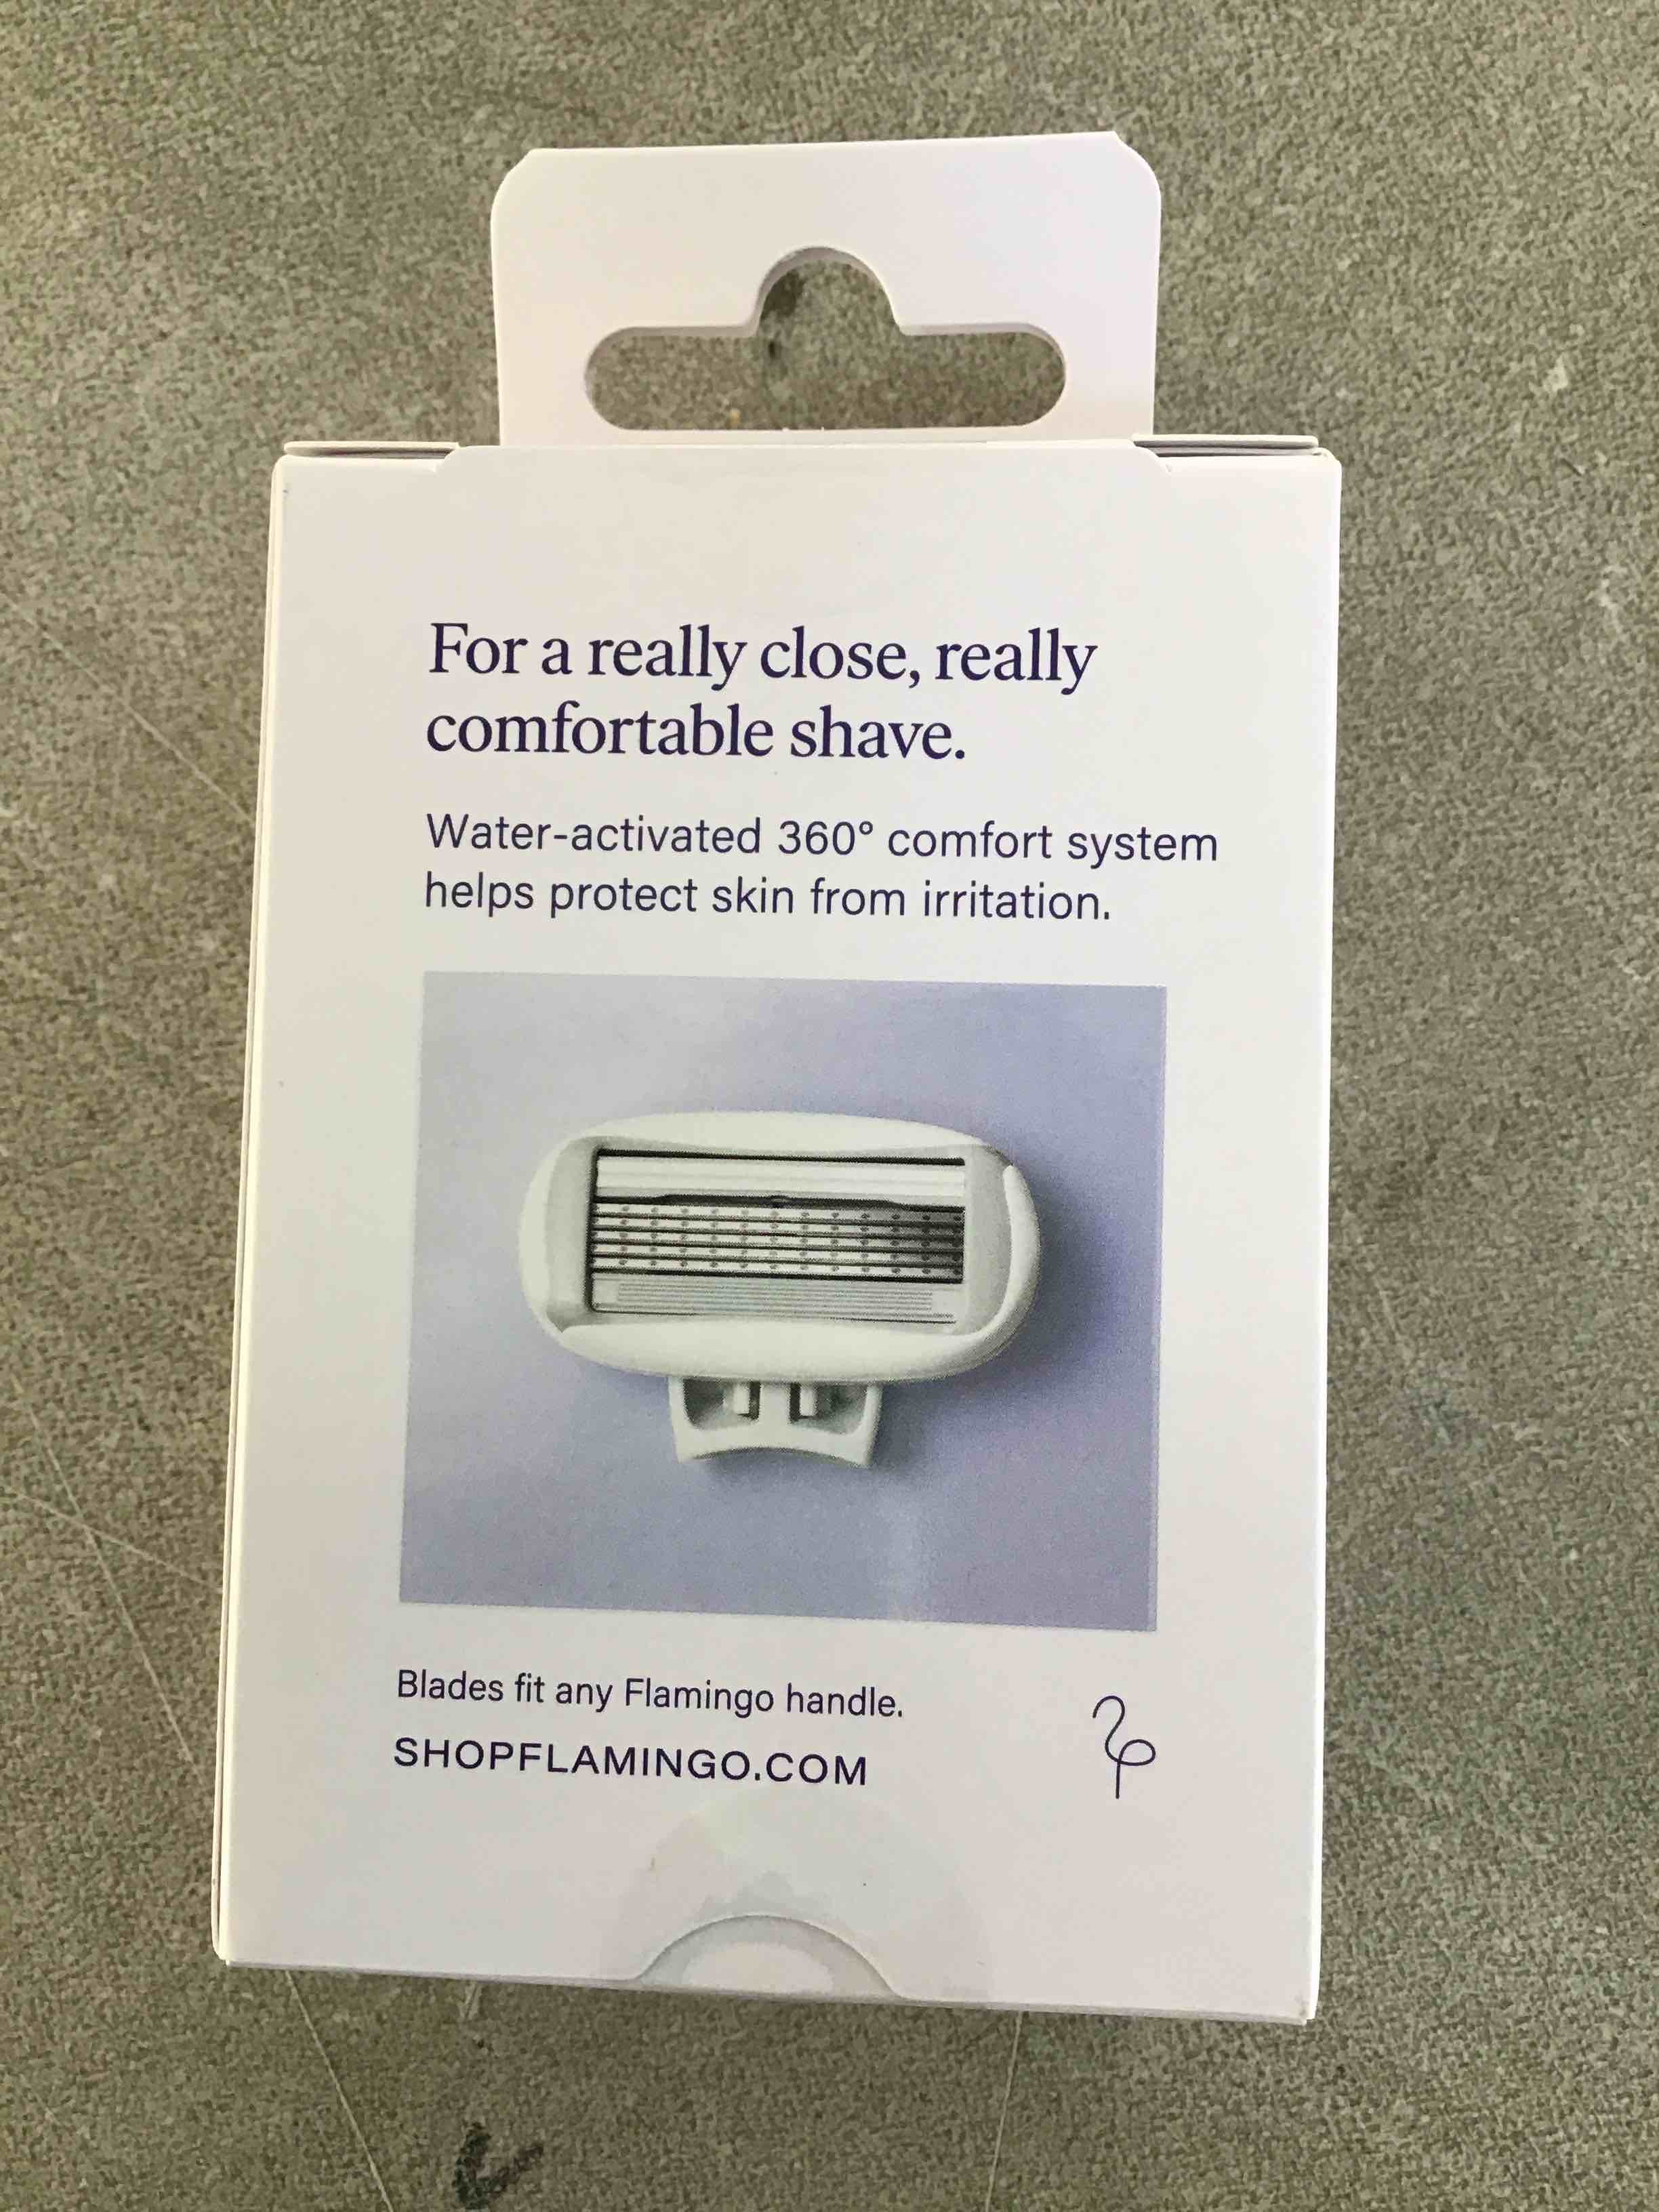 For a really close, really
comfortable shave.
Water-activated 360° comfort system
helps protect skin from irritation.
Blades fit any Flamingo handle.
SHOPFLAMINGO.COM